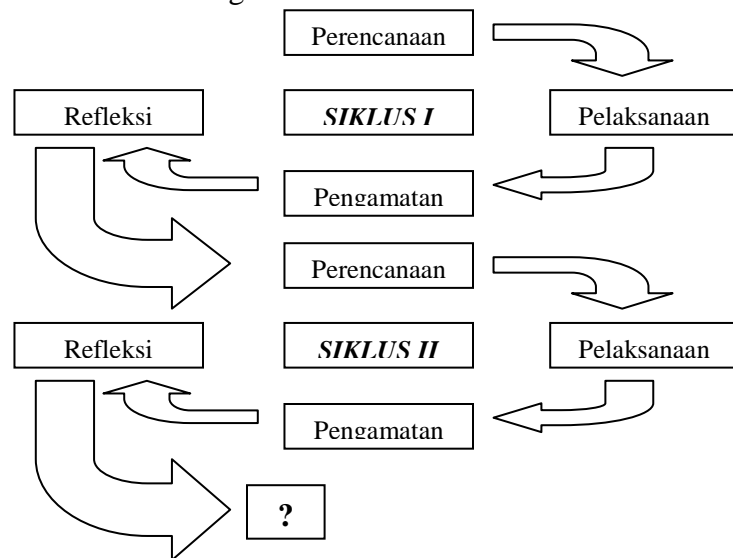 Perencanaan
Refleksi
SIKLUS I
Pelaksanaan
Pengamatan
Perencanaan
Refleksi
SIKLUS II
Pelaksanaan
Pengamatan
?